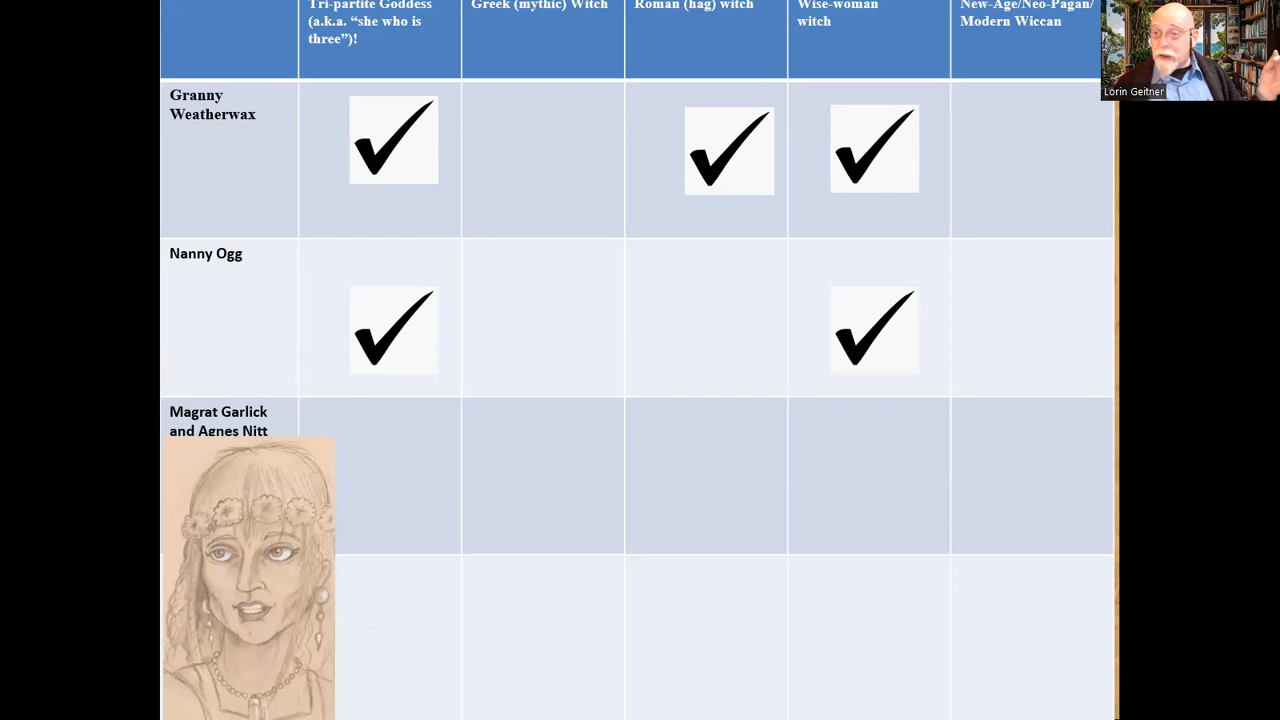 Tri-partite Goddess
(a.k.a. “she who is
three”)!
Greek (mythic) Witch
Roman (hag) witch
Wise-woman
witch
New-Age/Neo-Pagan/
Modern Wiccan
Lorin Geitner
Granny
Weatherwax
Nanny Ogg
Magrat Garlick
and Agnes Nitt